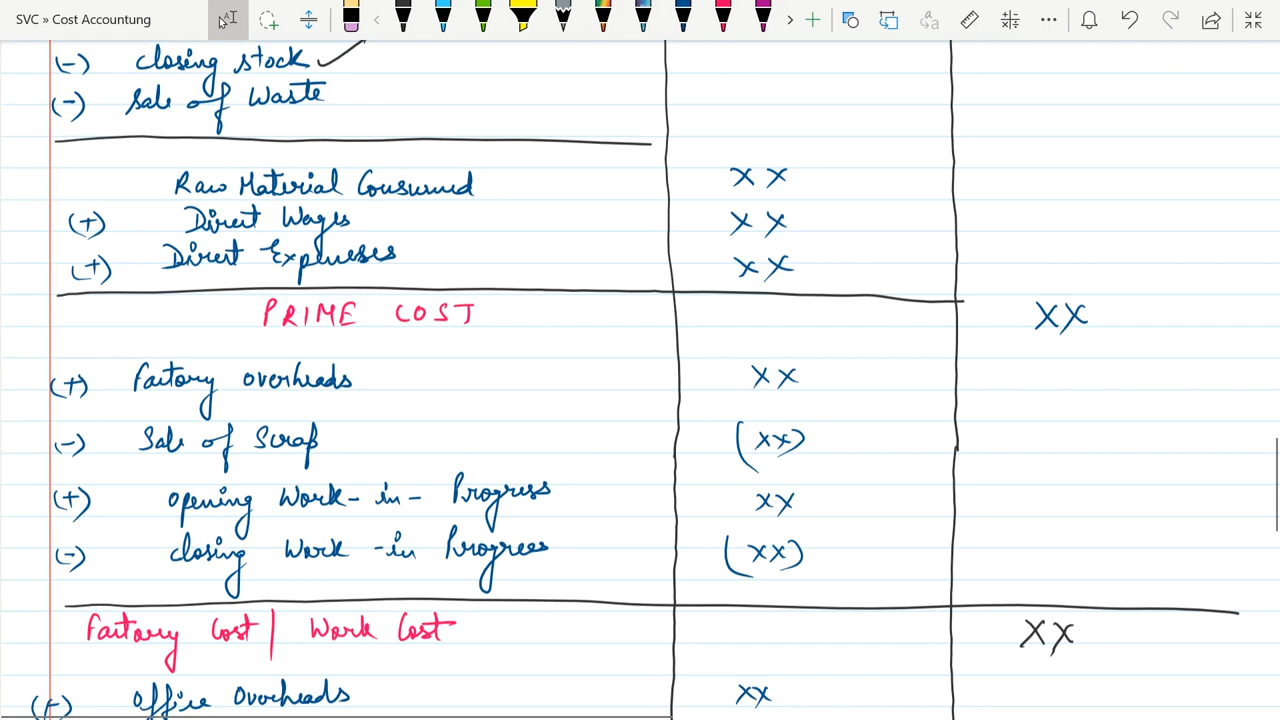 SVC » Cost Accountung
(-) closing stock
(-) Sale of Waste
Raw Material Consumed XX
(+) Direct Wages XX
(+) Direct Expenses XX
PRIME COST XX
(+) factory overheads XX
(-) Sale of Scrap (XX)
(+) opening Work-in-Progress XX
(-) closing Work-in Progress (XX)
Factory Cost | Work Cost XX
(+) office Overheads XX